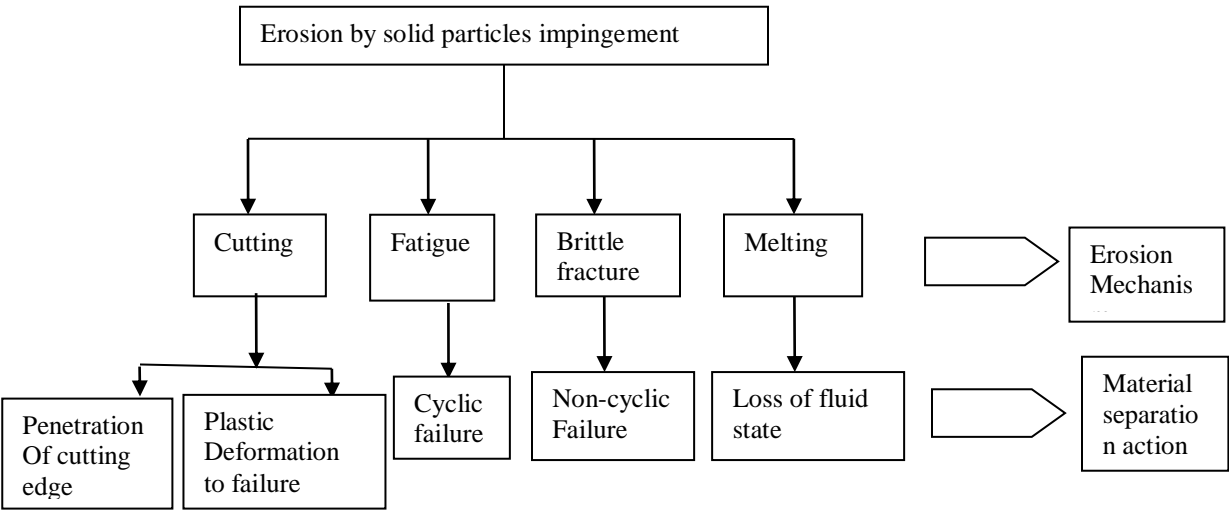 Erosion by solid particles impingement
Cutting
Fatigue
Brittle
fracture
Melting
Erosion
Mechanis
Penetration
Of cutting
edge
Plastic
Deformation
to failure
Cyclic
failure
Non-cyclic
Failure
Loss of fluid
state
Material
separatio
n action